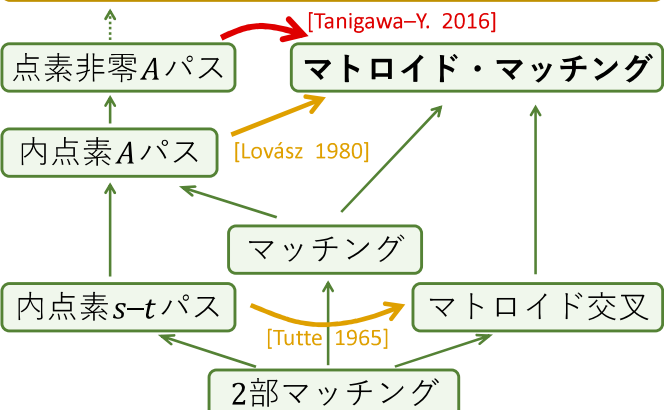 [Tanigawa–Y. 2016]
点素非零Aパス
マトロイド・マッチング
内点素Aパス
[Lovász 1980]
マッチング
内点素s–tパス
マトロイド交叉
[Tutte 1965]
2部マッチング